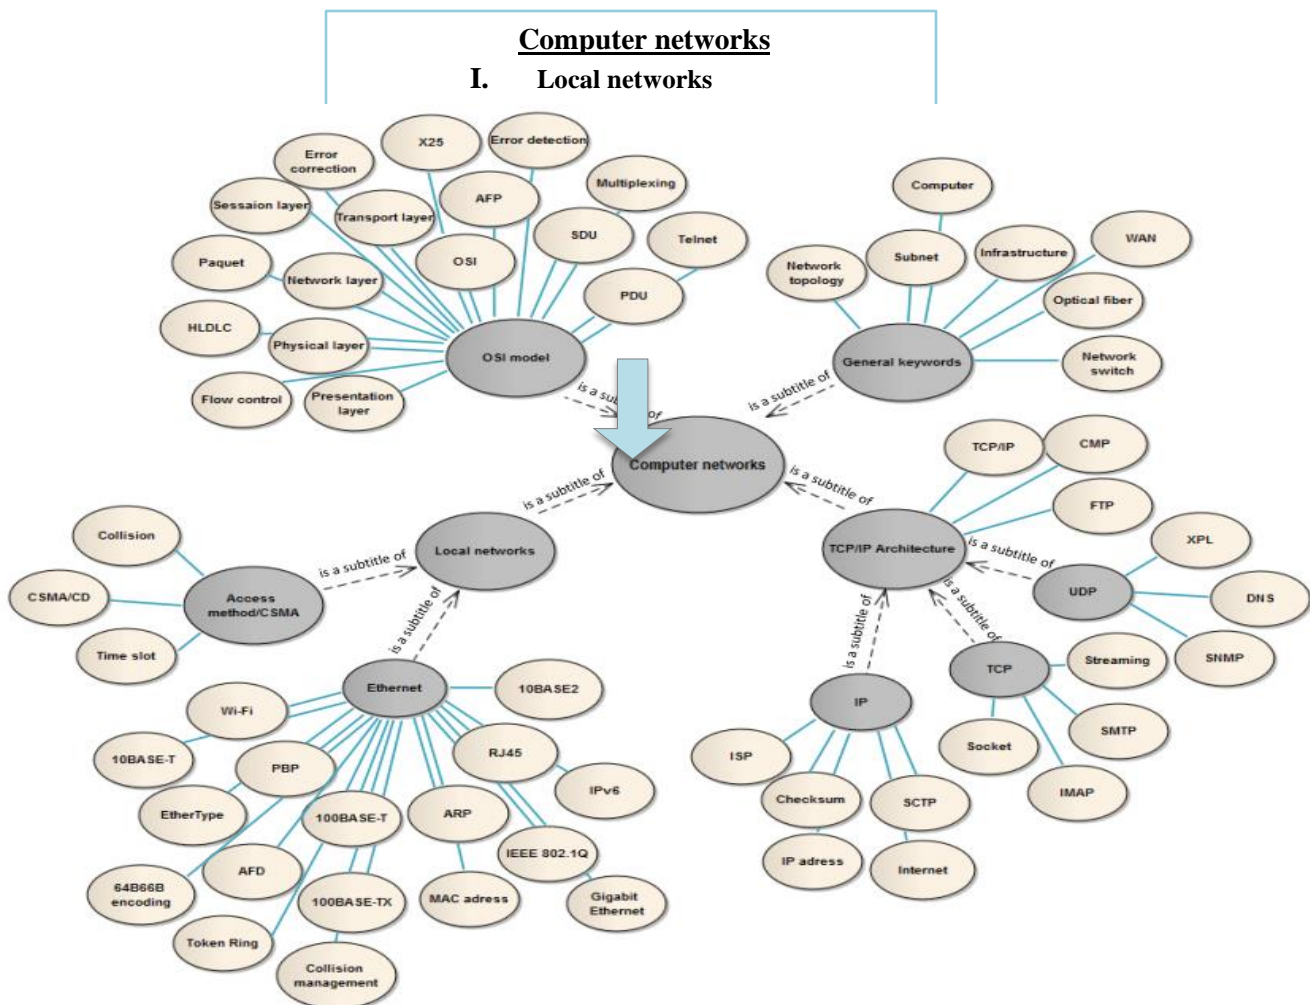 Computer networks
I. Local networks
X25
Error detection
Error
correction
Multiplexing
Computer
Sessaion layer
AFP
Transport layer
SDU
Telnet
WAN
Subnet
Infrastructure
Paquet
OSI
Network
topology
Network layer
PDU
Optical fiber
HLDLC
Physical layer
OSI model
General keywords
Network
switch
Flow control
Presentation
layer
is a subtitle of
is a subtitle of
TCP/IP
CMP
Computer networks
is a subtitle of
is a subtitle of
FTP
Collision
Local networks
TCP/IP Architecture
XPL
is a subtitle of
is a subtitle of
CSMA/CD
Access
method/CSMA
UDP
DNS
is a subtitle of
is a subtitle of
is a subtitle of
Time slot
SNMP
Ethernet
10BASE2
TCP
Streaming
IP
Wi-Fi
SMTP
RJ45
Socket
10BASE-T
PBP
ISP
IPv6
IMAP
EtherType
100BASE-T
ARP
Checksum
SCTP
IEEE 802.1Q
IP adress
AFD
Internet
64B66B
encoding
100BASE-TX
MAC adress
Gigabit
Ethernet
Token Ring
Collision
management